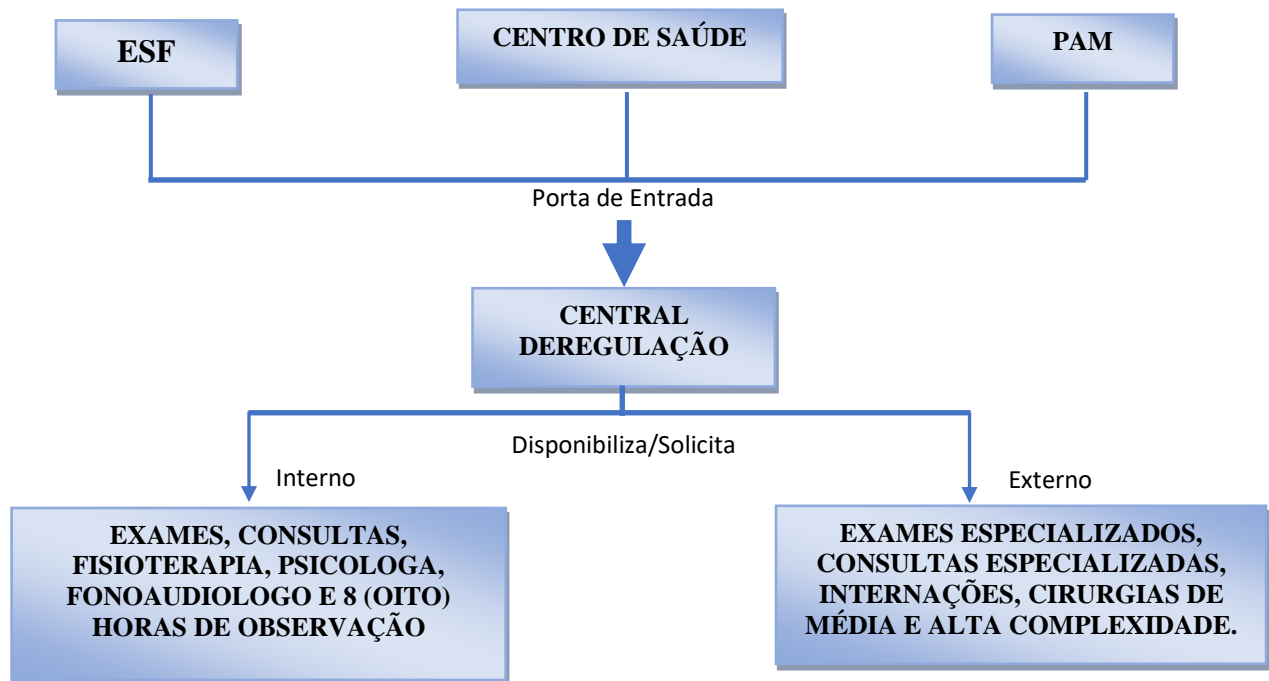 ESF
CENTRO DE SAÚDE
PAM
Porta de Entrada
CENTRAL
DEREGULAÇÃO
Disponibiliza/Solicita
Interno
Externo
EXAMES, CONSULTAS,
FISIOTERAPIA, PSICOLOGA,
FONOAUDIOLOGO E 8 (OITO)
HORAS DE OBSERVAÇÃO
EXAMES ESPECIALIZADOS,
CONSULTAS ESPECIALIZADAS,
INTERNAÇÕES, CIRURGIAS DE
MÉDIA E ALTA COMPLEXIDADE.